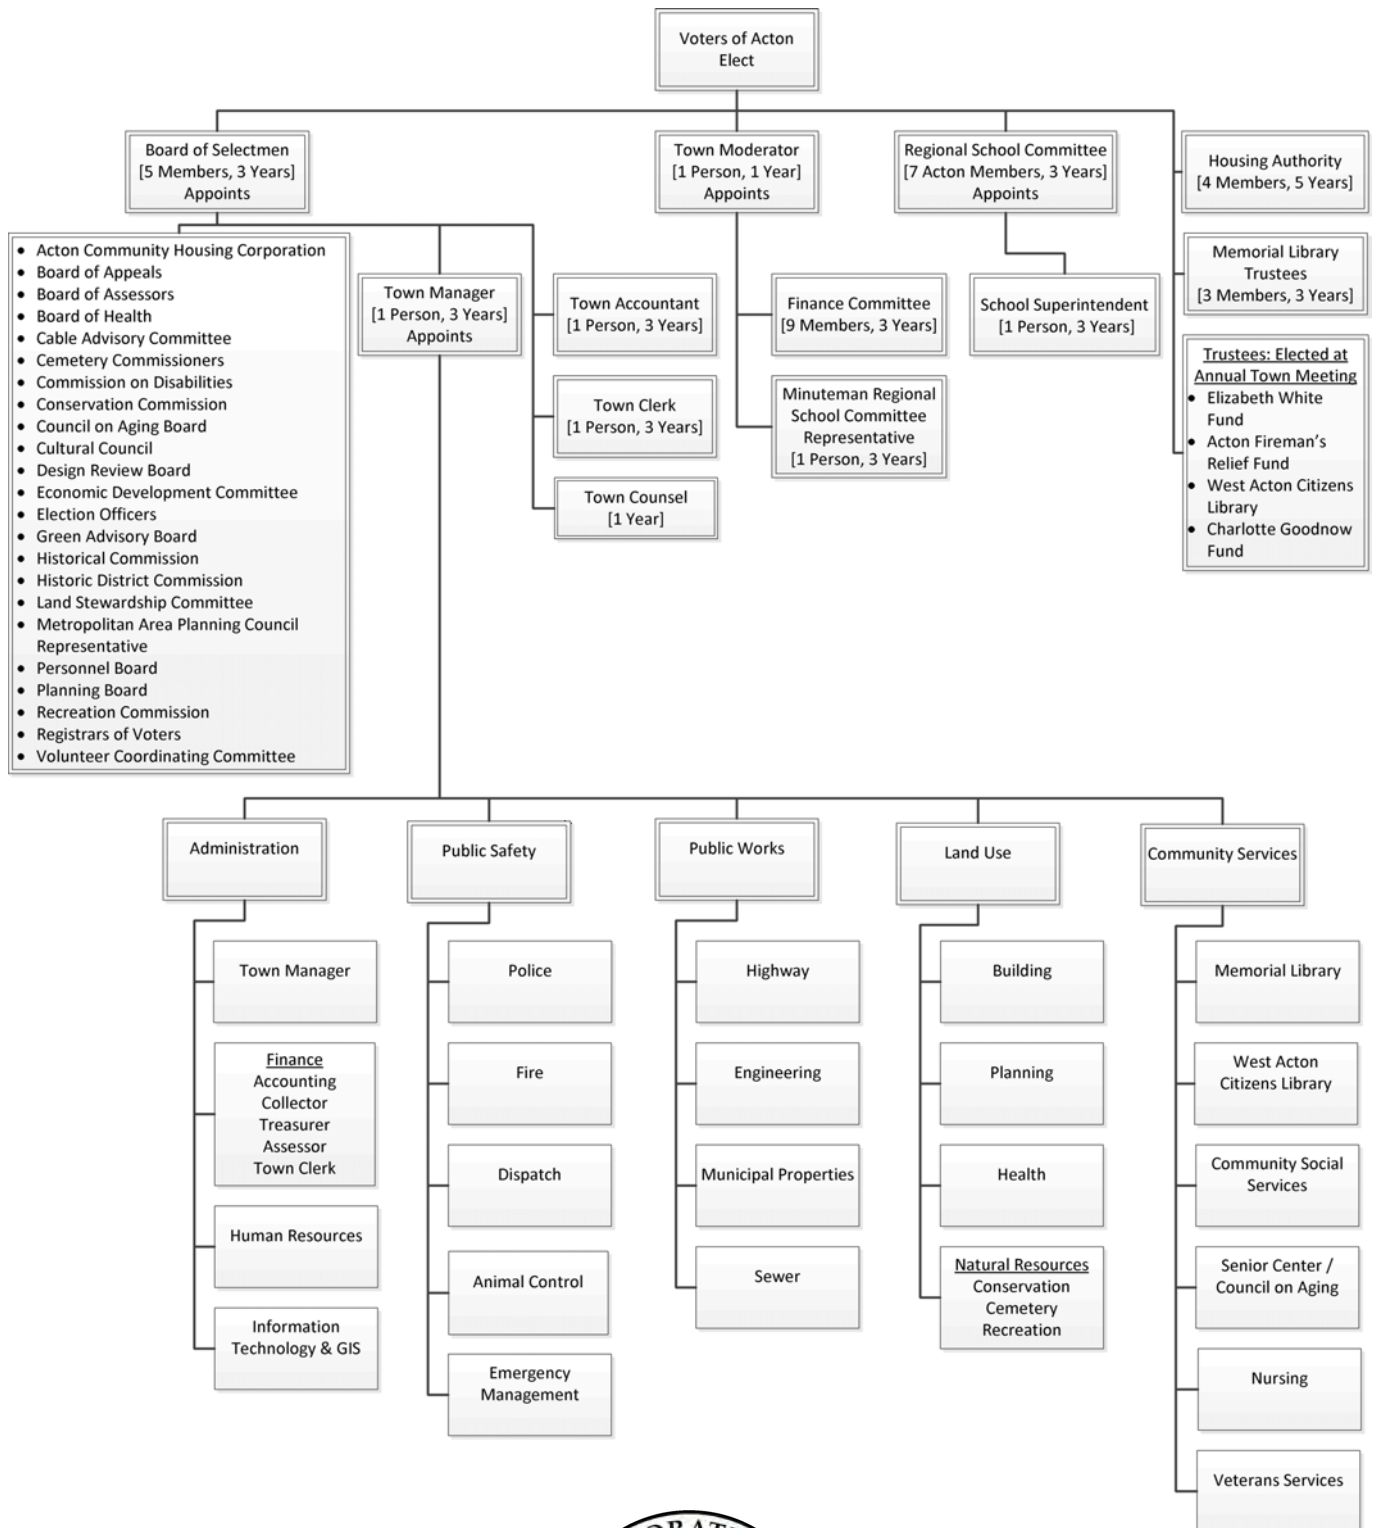 Voters of Acton
Elect
Board of Selectmen
[5 Members, 3 Years]
Appoints
Town Moderator
[1 Person, 1 Year]
Appoints
Regional School Committee
[7 Acton Members, 3 Years]
Appoints
Housing Authority
[4 Members, 5 Years]
Memorial Library
Trustees
[3 Members, 3 Years]
Trustees: Elected at
Annual Town Meeting
• Elizabeth White
Fund
• Acton Fireman’s
Relief Fund
• West Acton Citizens
Library
• Charlotte Goodnow
Fund
• Acton Community Housing Corporation
• Board of Appeals
• Board of Assessors
• Board of Health
• Cable Advisory Committee
• Cemetery Commissioners
• Commission on Disabilities
• Conservation Commission
• Council on Aging Board
• Cultural Council
• Design Review Board
• Economic Development Committee
• Election Officers
• Green Advisory Board
• Historical Commission
• Historic District Commission
• Land Stewardship Committee
• Metropolitan Area Planning Council
Representative
• Personnel Board
• Planning Board
• Recreation Commission
• Registrars of Voters
• Volunteer Coordinating Committee
Town Manager
[1 Person, 3 Years]
Appoints
Town Accountant
[1 Person, 3 Years]
Town Clerk
[1 Person, 3 Years]
Town Counsel
[1 Year]
Finance Committee
[9 Members, 3 Years]
Minuteman Regional
School Committee
Representative
[1 Person, 3 Years]
School Superintendent
[1 Person, 3 Years]
Administration
Town Manager
Finance
Accounting
Collector
Treasurer
Assessor
Town Clerk
Human Resources
Information
Technology & GIS
Public Safety
Police
Fire
Dispatch
Animal Control
Emergency
Management
Public Works
Highway
Engineering
Municipal Properties
Sewer
Land Use
Building
Planning
Health
Natural Resources
Conservation
Cemetery
Recreation
Community Services
Memorial Library
West Acton
Citizens Library
Community Social
Services
Senior Center /
Council on Aging
Nursing
Veterans Services